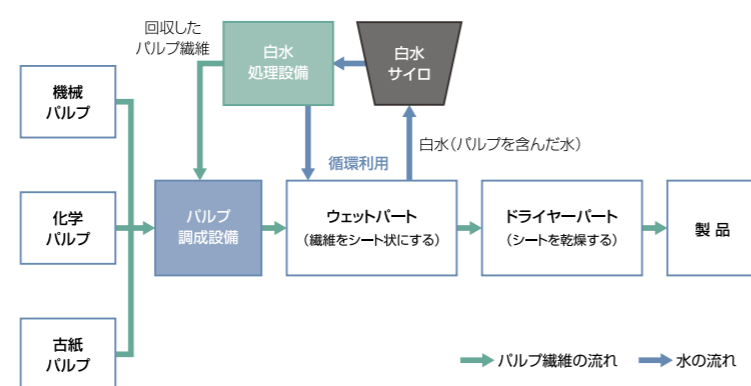 回収した
パルプ繊維
白水
処理設備
白水
サイロ
機械
パルプ
白水（パルプを含んだ水）
循環利用
化学
パルプ
パルプ
調成設備
ウェットパート
（繊維をシート状にする）
ドライヤーパート
（シートを乾燥する）
製 品
古紙
パルプ
パルプ繊維の流れ
水の流れ